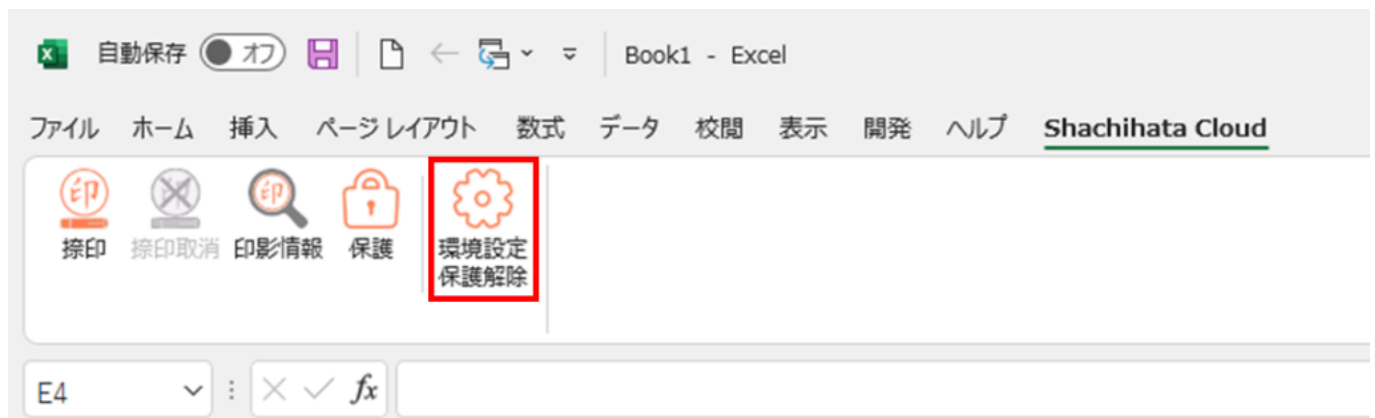 自動保存 オフ Book1 - Excel
ファイル ホーム 挿入 ページ レイアウト 数式 データ 校閲 表示 開発 ヘルプ Shachihata Cloud
印 印
捺印 捺印取消 印影情報 保護 環境設定
保護解除
E4 fx